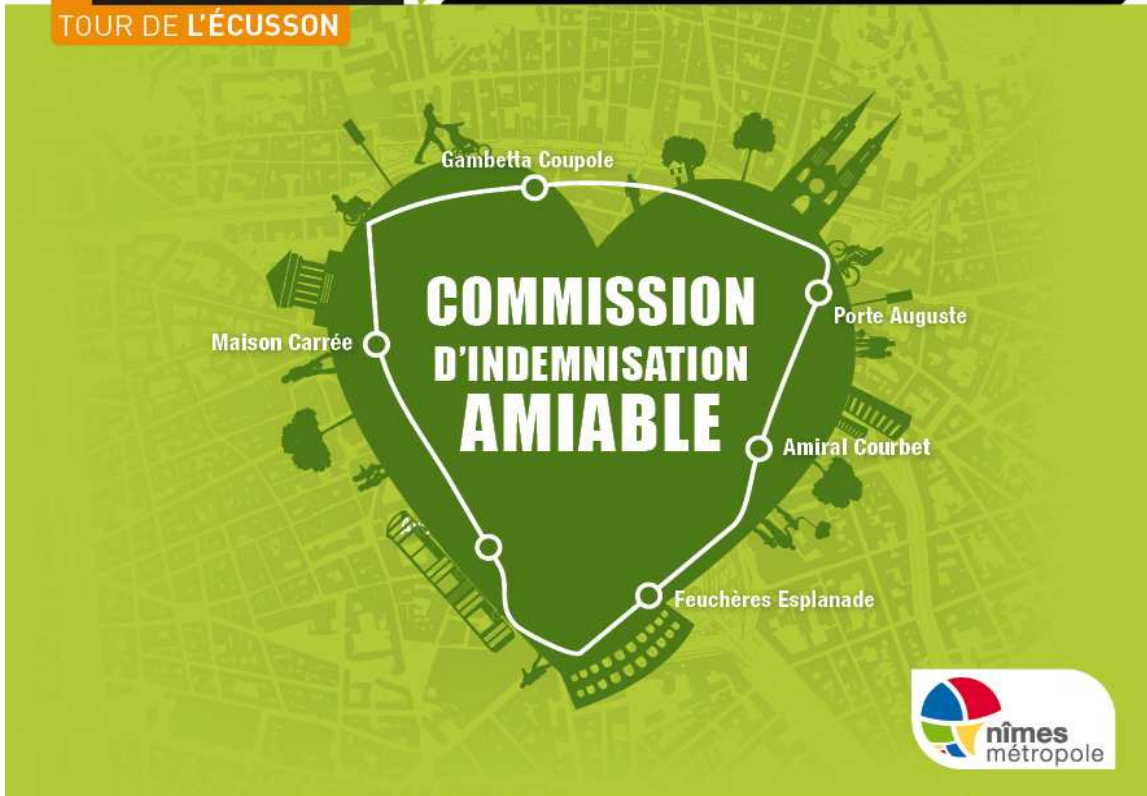 TOUR DE L'ÉCUSSON
Gambetta Coupole
COMMISSION
D'INDEMNISATION
AMIABLE
Porte Auguste
Maison Carrée
Amiral Courbet
Feuchères Esplanade
nîmes
métropole